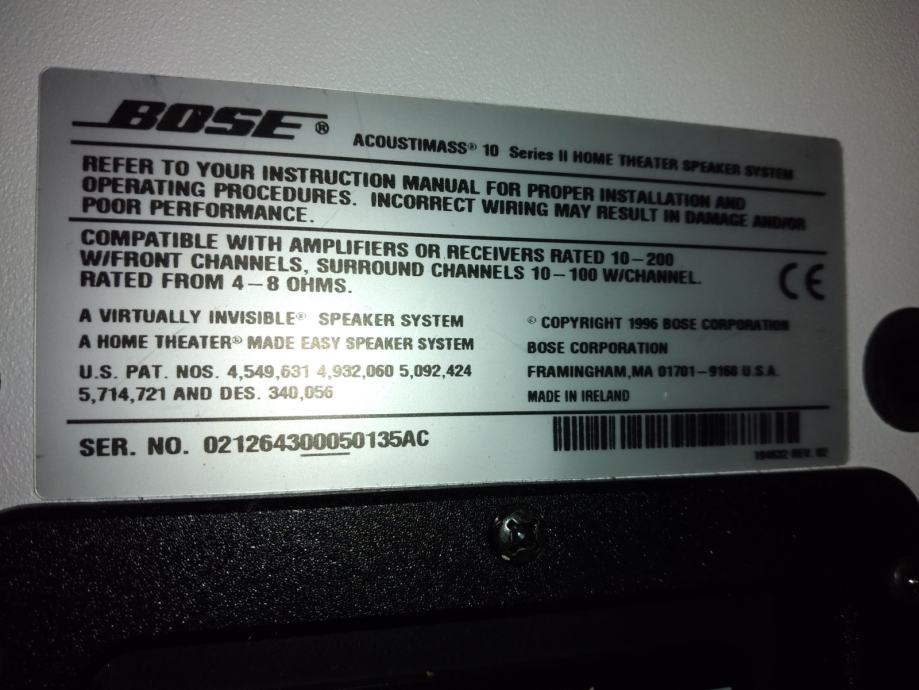 BOSE®
ACOUSTIMASS® 10 Series II HOME THEATER SPEAKER SYSTEM
REFER TO YOUR INSTRUCTION MANUAL FOR PROPER INSTALLATION AND
OPERATING PROCEDURES. INCORRECT WIRING MAY RESULT IN DAMAGE AND/OR
POOR PERFORMANCE.
COMPATIBLE WITH AMPLIFIERS OR RECEIVERS RATED 10-200
W/FRONT CHANNELS, SURROUND CHANNELS 10-100 W/CHANNEL.
RATED FROM 4-8 OHMS.
CE
A VIRTUALLY INVISIBLE® SPEAKER SYSTEM
A HOME THEATER® MADE EASY SPEAKER SYSTEM
U.S. PAT. NOS. 4,549,631 4,932,060 5,092,424
5,714,721 AND DES. 340,056
© COPYRIGHT 1996 BOSE CORPORATION
BOSE CORPORATION
FRAMINGHAM,MA 01701-9168 U.S.A.
MADE IN IRELAND
SER. NO. 021264300050135AC
194632 REV. 02